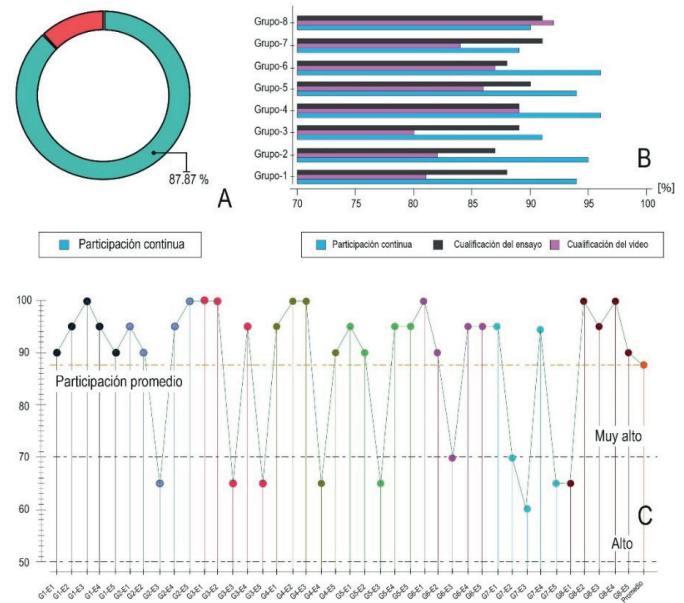 87.87 %
A
Grupo-8
Grupo-7
Grupo-6
Grupo-5
Grupo-4
Grupo-3
Grupo-2
Grupo-1
B
70 75 80 85 90 95 100 [%]
Participación continua
Participación continua Cualificación del ensayo Cualificación del video
100
90
Participación promedio
80
Muy alto
70
60
C
Alto
50
G1-E1 G1-E2 G1-E3 G1-E4 G1-E5 G2-E1 G2-E2 G2-E3 G2-E4 G2-E5 G3-E1 G3-E2 G3-E3 G3-E4 G3-E5 G4-E1 G4-E2 G4-E3 G4-E4 G4-E5 G5-E1 G5-E2 G5-E3 G5-E4 G5-E5 G6-E1 G6-E2 G6-E3 G6-E4 G6-E5 G7-E1 G7-E2 G7-E3 G7-E4 G7-E5 G8-E1 G8-E2 G8-E3 G8-E4 G8-E5 Promedio